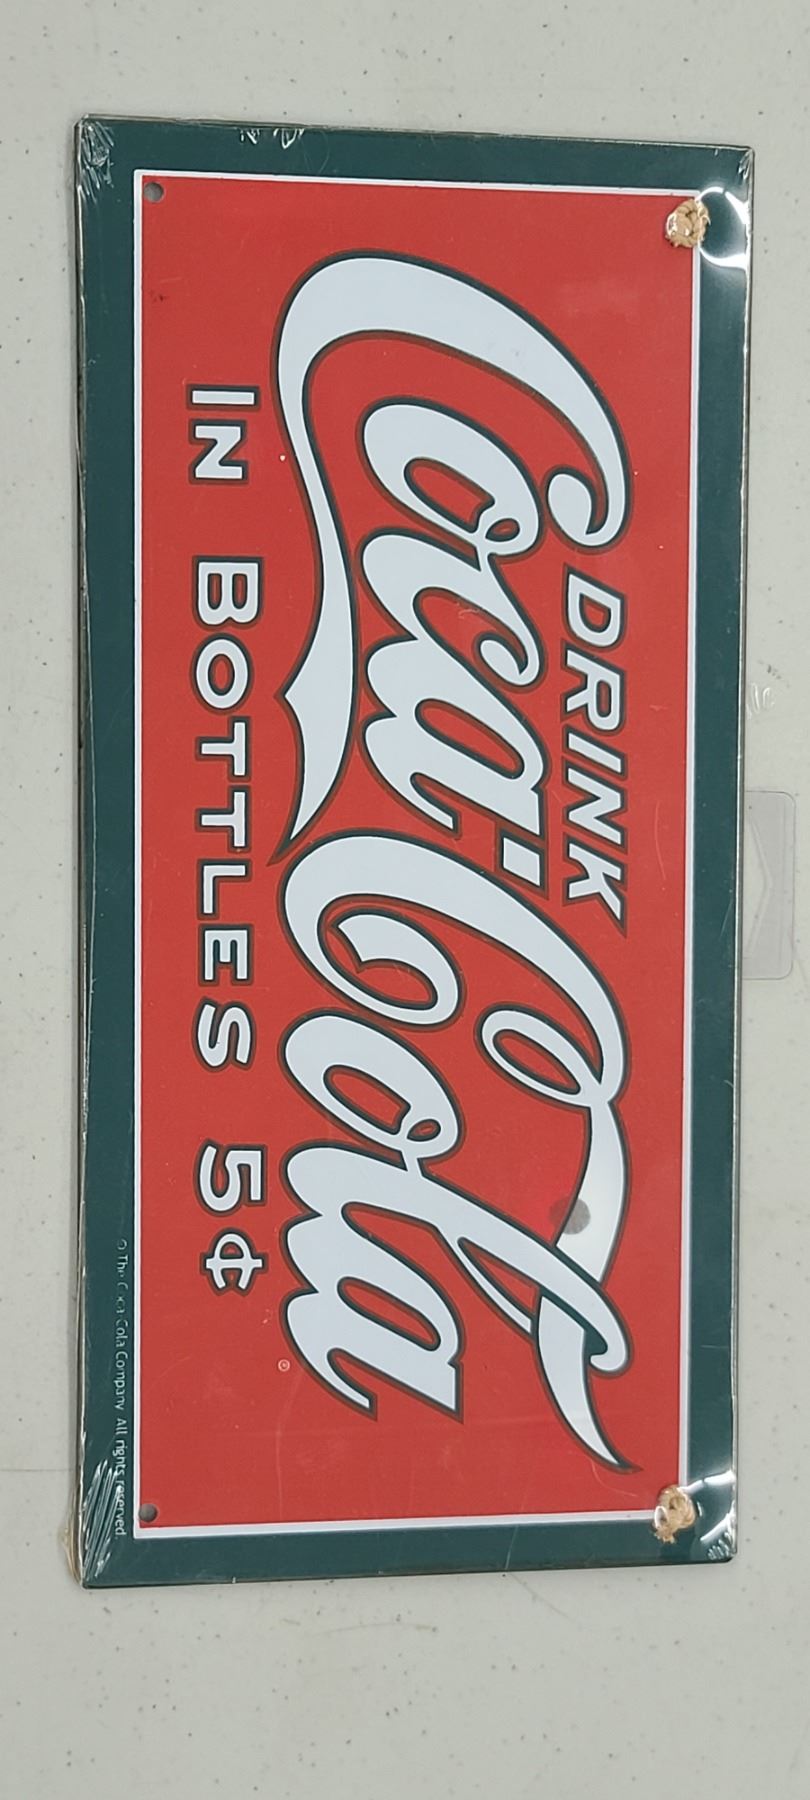 DRINK
Coca-Cola
®
IN BOTTLES 5¢
© The Coca-Cola Company. All rights reserved.